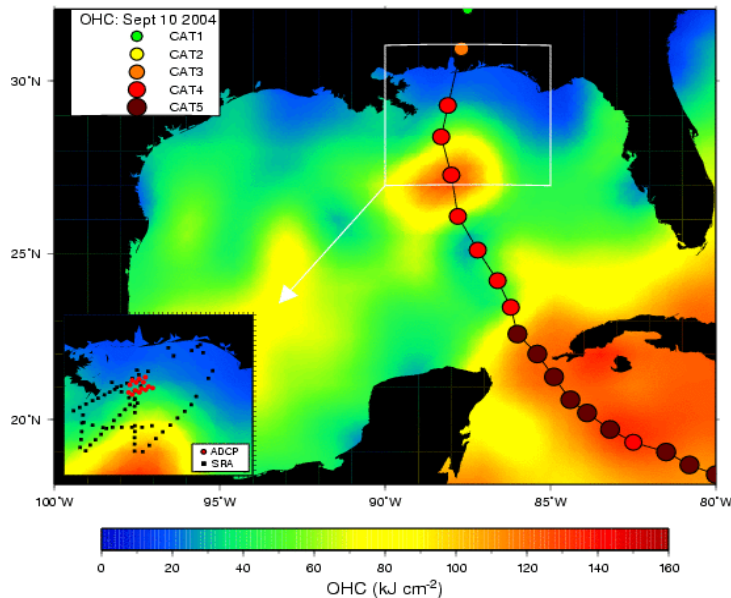 OHC: Sept 10 2004
CAT1
CAT2
CAT3
CAT4
CAT5
30°N
25°N
20°N
ADCP
SRA
100°W 95°W 90°W 85°W 80°W
0 20 40 60 80 100 120 140 160
OHC (kJ cm⁻²)